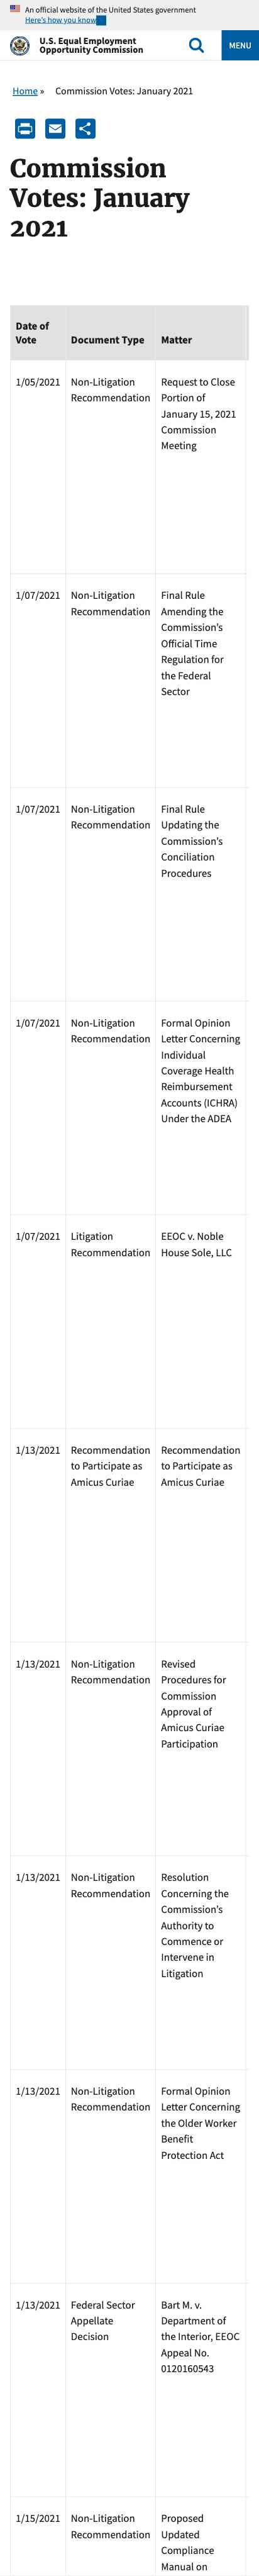 An official website of the United States government
Here's how you know
U.S. Equal Employment
Opportunity Commission
MENU
Home » Commission Votes: January 2021
Commission
Votes: January
2021
Date of
Vote
Document Type
Matter
1/05/2021
Non-Litigation
Recommendation
Request to Close
Portion of
January 15, 2021
Commission
Meeting
1/07/2021
Non-Litigation
Recommendation
Final Rule
Amending the
Commission's
Official Time
Regulation for
the Federal
Sector
1/07/2021
Non-Litigation
Recommendation
Final Rule
Updating the
Commission's
Conciliation
Procedures
1/07/2021
Non-Litigation
Recommendation
Formal Opinion
Letter Concerning
Individual
Coverage Health
Reimbursement
Accounts (ICHRA)
Under the ADEA
1/07/2021
Litigation
Recommendation
EEOC v. Noble
House Sole, LLC
1/13/2021
Recommendation
to Participate as
Amicus Curiae
Recommendation
to Participate as
Amicus Curiae
1/13/2021
Non-Litigation
Recommendation
Revised
Procedures for
Commission
Approval of
Amicus Curiae
Participation
1/13/2021
Non-Litigation
Recommendation
Resolution
Concerning the
Commission's
Authority to
Commence or
Intervene in
Litigation
1/13/2021
Non-Litigation
Recommendation
Formal Opinion
Letter Concerning
the Older Worker
Benefit
Protection Act
1/13/2021
Federal Sector
Appellate
Decision
Bart M. v.
Department of
the Interior, EEOC
Appeal No.
0120160543
1/15/2021
Non-Litigation
Recommendation
Proposed
Updated
Compliance
Manual on